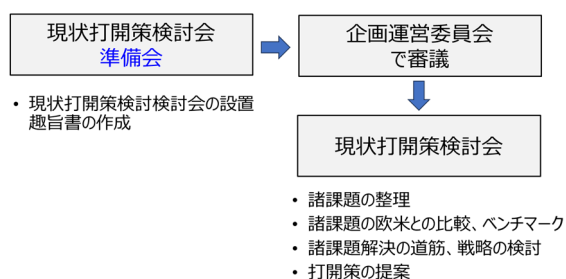 現状打開策検討会
準備会
• 現状打開策検討検討会の設置
趣旨書の作成
企画運営委員会
で審議
現状打開策検討会
• 諸課題の整理
• 諸課題の欧米との比較、ベンチマーク
• 諸課題解決の道筋、戦略の検討
• 打開策の提案